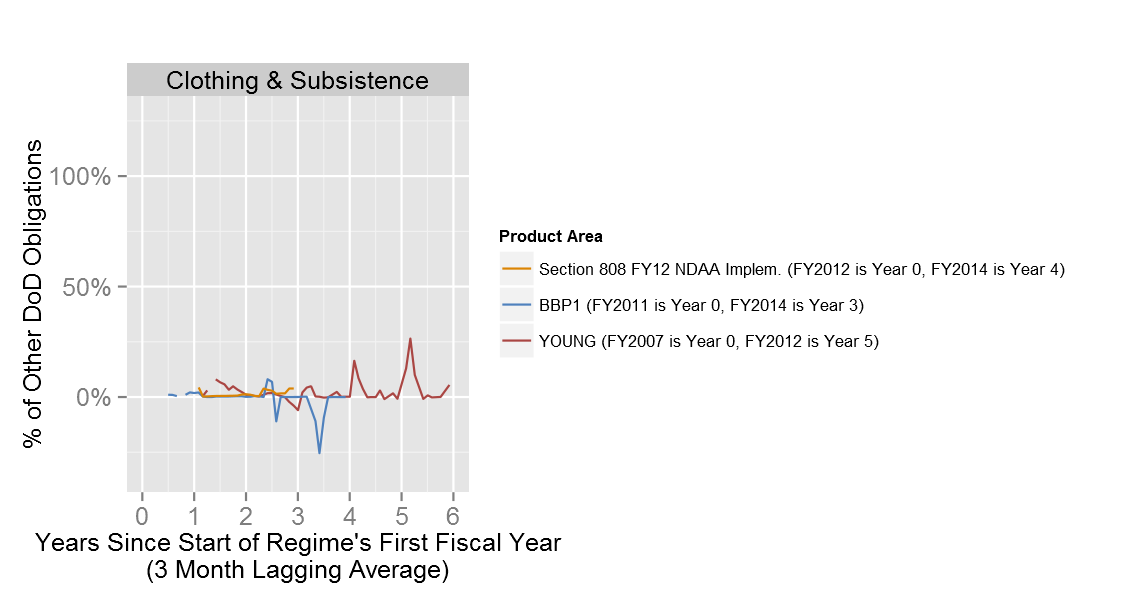 Clothing & Subsistence
% of Other DoD Obligations
100%
50%
0%
0 1 2 3 4 5 6
Years Since Start of Regime's First Fiscal Year
(3 Month Lagging Average)
Product Area
Section 808 FY12 NDAA Implem. (FY2012 is Year 0, FY2014 is Year 4)
BBP1 (FY2011 is Year 0, FY2014 is Year 3)
YOUNG (FY2007 is Year 0, FY2012 is Year 5)